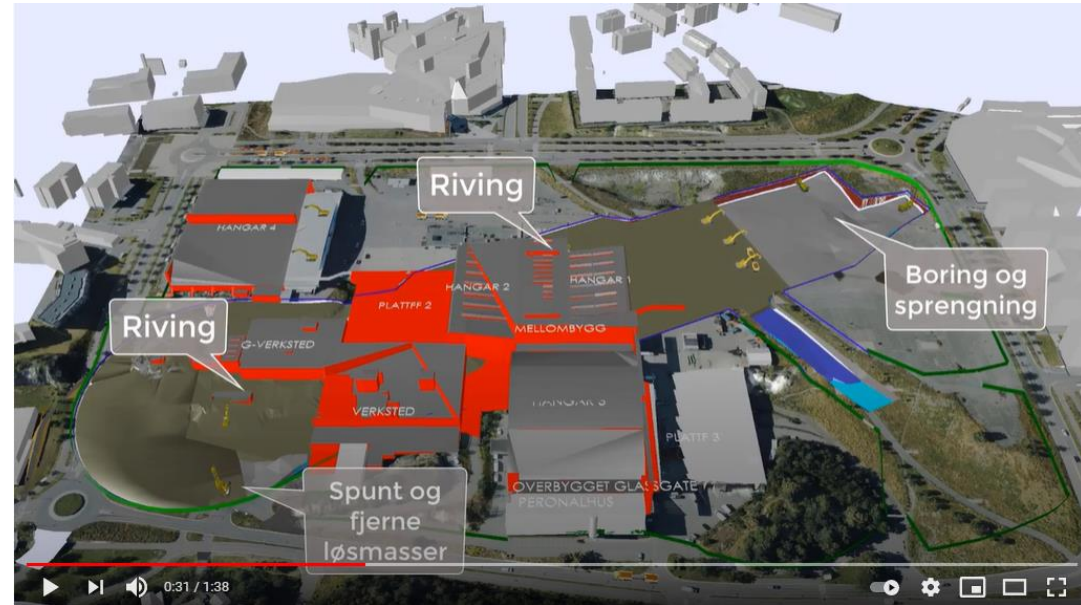 Riving
HANGAR 4
Boring og
sprengning
HANGAR 2
HANGAR 1
PLATTF 2
Riving
MELLOMBYGG
G-VERKSTED
VERKSTED
HANGAR 3
PLATTF 3
Spunt og
fjerne
løsmasser
OVERBYGGET GLASSGATE
PERONALHUS
0:31 / 1:38